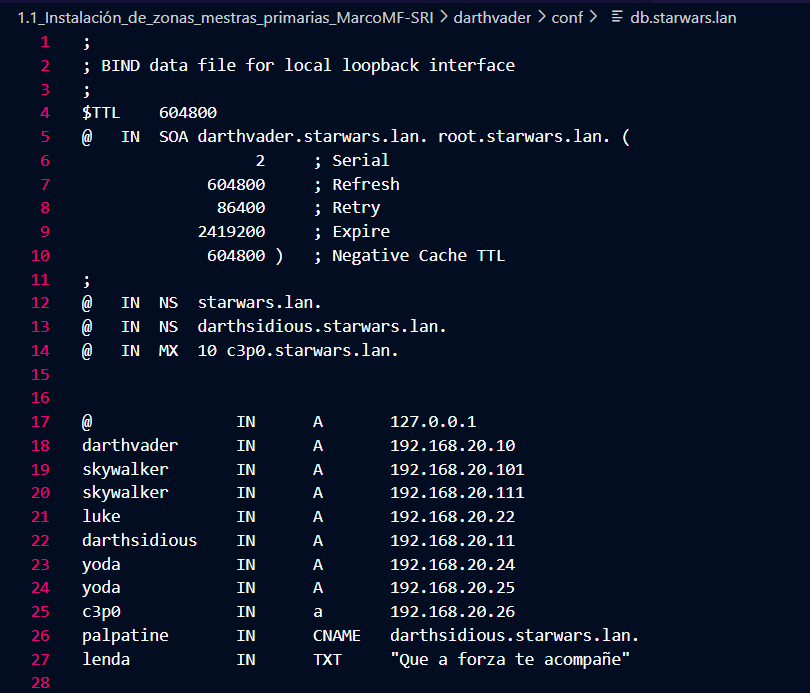 1.1_Instalación_de_zonas_mestras_primarias_MarcoMF-SRI > darthvader > conf > db.starwars.lan
1 ;
2 ; BIND data file for local loopback interface
3 ;
4 $TTL 604800
5 @ IN SOA darthvader.starwars.lan. root.starwars.lan. (
6 2 ; Serial
7 604800 ; Refresh
8 86400 ; Retry
9 2419200 ; Expire
10 604800 ) ; Negative Cache TTL
11 ;
12 @ IN NS starwars.lan.
13 @ IN NS darthsidious.starwars.lan.
14 @ IN MX 10 c3p0.starwars.lan.
15
16
17 @ IN A 127.0.0.1
18 darthvader IN A 192.168.20.10
19 skywalker IN A 192.168.20.101
20 skywalker IN A 192.168.20.111
21 luke IN A 192.168.20.22
22 darthsidious IN A 192.168.20.11
23 yoda IN A 192.168.20.24
24 yoda IN A 192.168.20.25
25 c3p0 IN a 192.168.20.26
26 palpatine IN CNAME darthsidious.starwars.lan.
27 lenda IN TXT "Que a forza te acompañe"
28